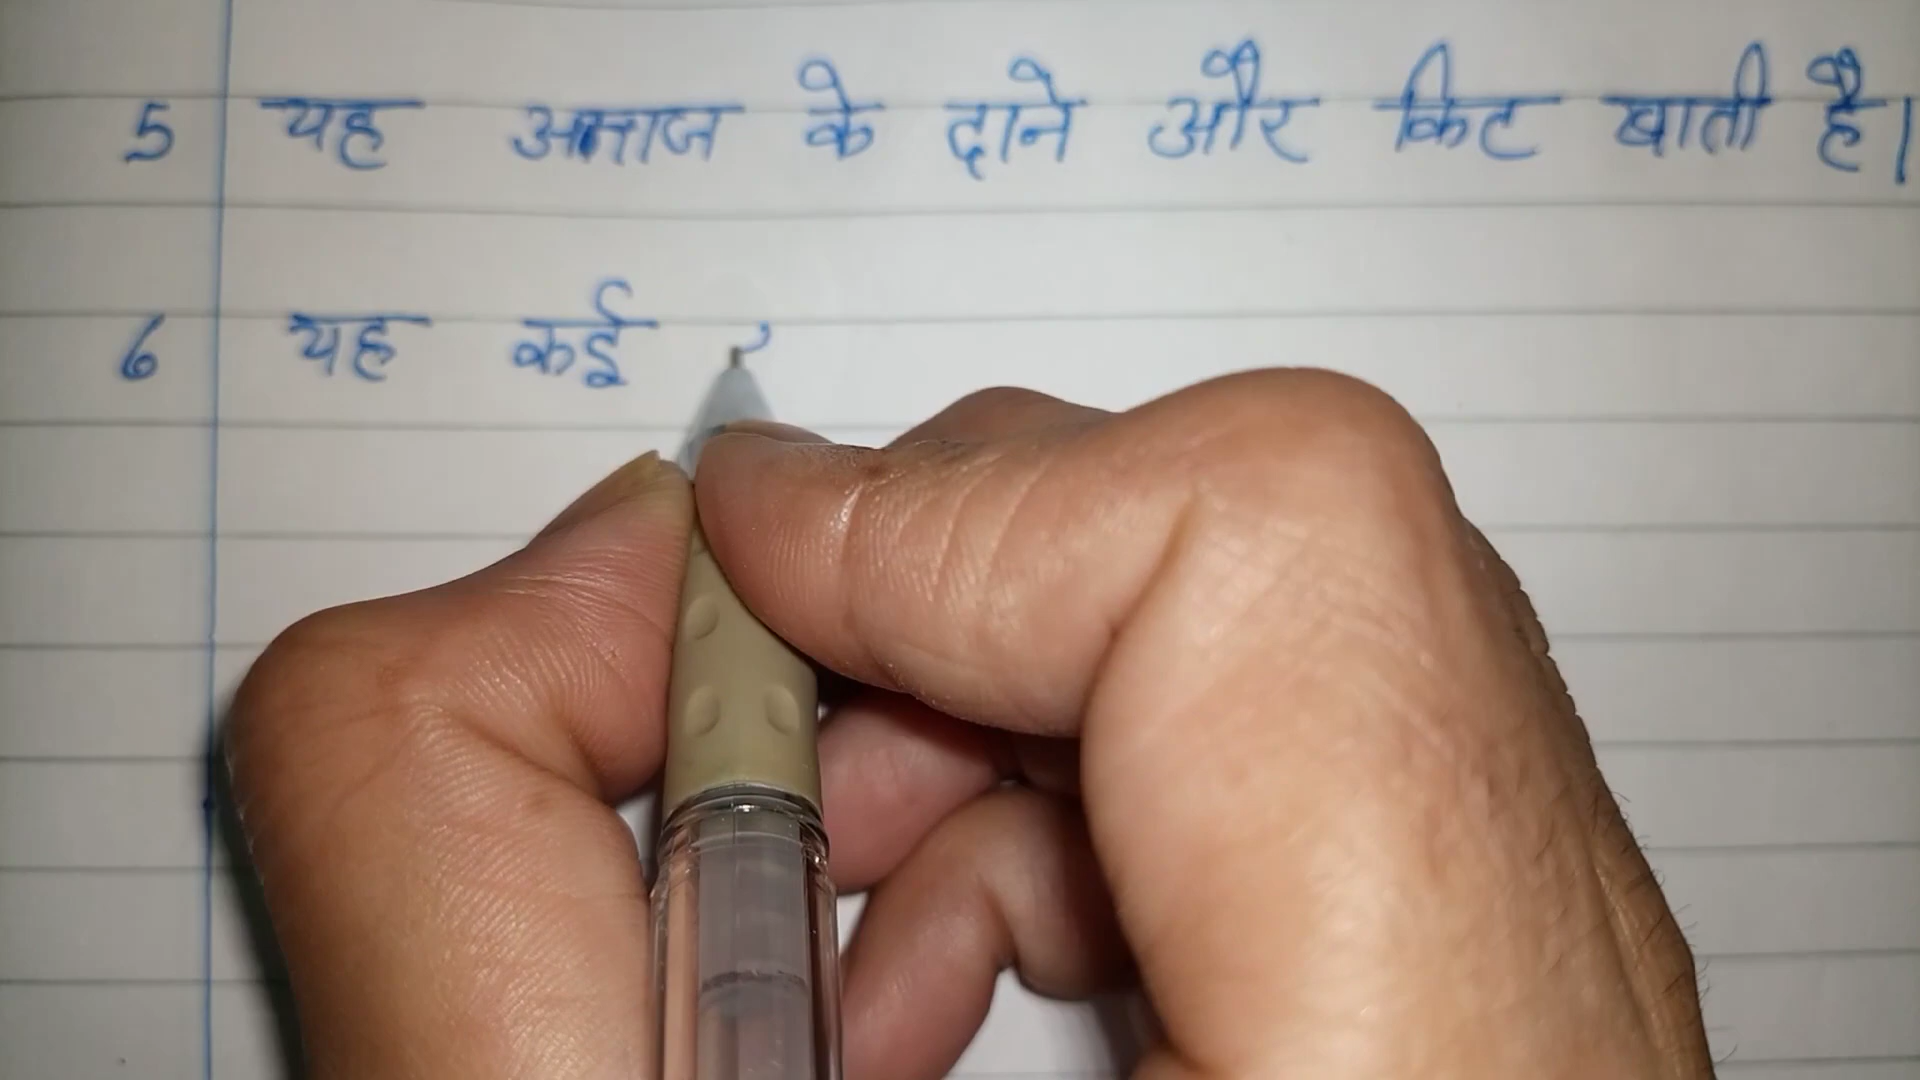 5 यह अनाज के दाने और किट खाती है।
6 यह कई